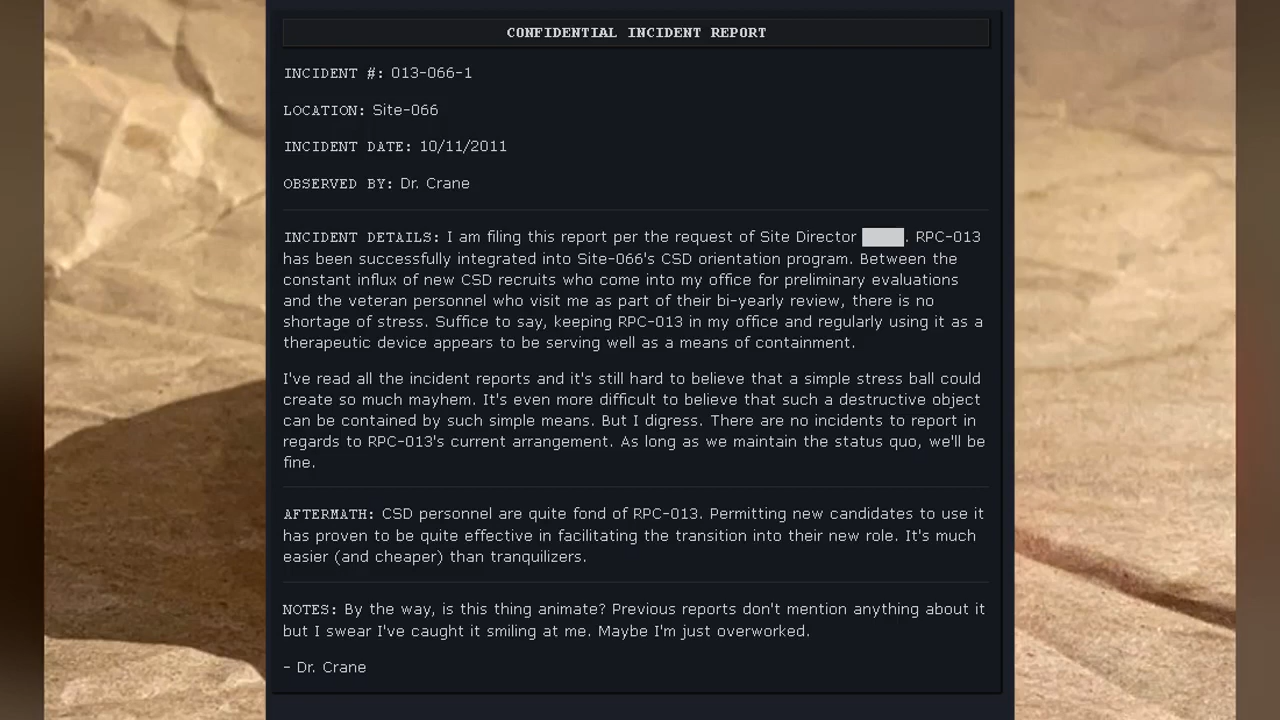 CONFIDENTIAL INCIDENT REPORT
INCIDENT #: 013-066-1
LOCATION: Site-066
INCIDENT DATE: 10/11/2011
OBSERVED BY: Dr. Crane
INCIDENT DETAILS: I am filing this report per the request of Site Director . RPC-013
has been successfully integrated into Site-066's CSD orientation program. Between the
constant influx of new CSD recruits who come into my office for preliminary evaluations
and the veteran personnel who visit me as part of their bi-yearly review, there is no
shortage of stress. Suffice to say, keeping RPC-013 in my office and regularly using it as a
therapeutic device appears to be serving well as a means of containment.
I've read all the incident reports and it's still hard to believe that a simple stress ball could
create so much mayhem. It's even more difficult to believe that such a destructive object
can be contained by such simple means. But I digress. There are no incidents to report in
regards to RPC-013's current arrangement. As long as we maintain the status quo, we'll be
fine.
AFTERMATH: CSD personnel are quite fond of RPC-013. Permitting new candidates to use it
has proven to be quite effective in facilitating the transition into their new role. It's much
easier (and cheaper) than tranquilizers.
NOTES: By the way, is this thing animate? Previous reports don't mention anything about it
but I swear I've caught it smiling at me. Maybe I'm just overworked.
– Dr. Crane